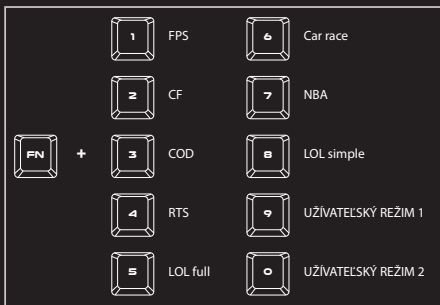 1 FPS 6 Car race
2 CF 7 NBA
FN + 3 COD 8 LOL simple
4 RTS 9 UŽÍVATEĽSKÝ REŽIM 1
5 LOL full 0 UŽÍVATEĽSKÝ REŽIM 2